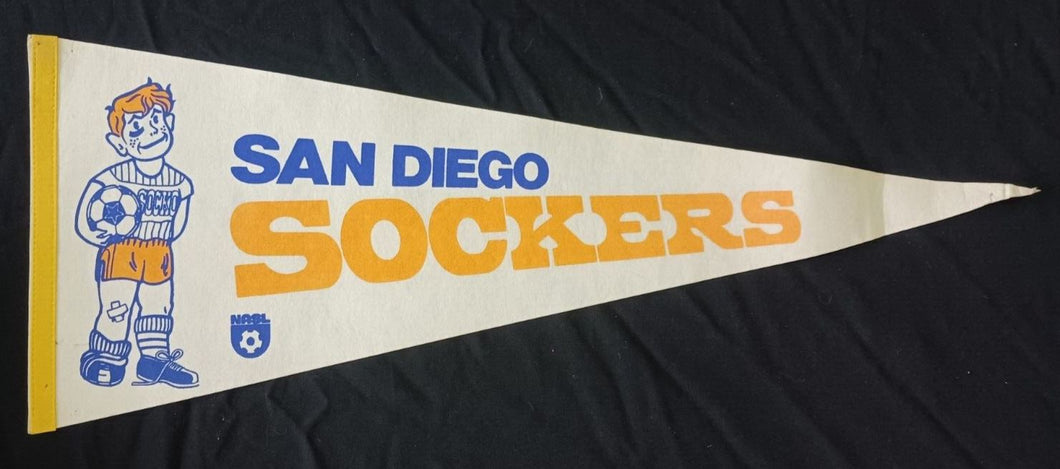 SOCKO
SAN DIEGO
SOCKERS
NASL